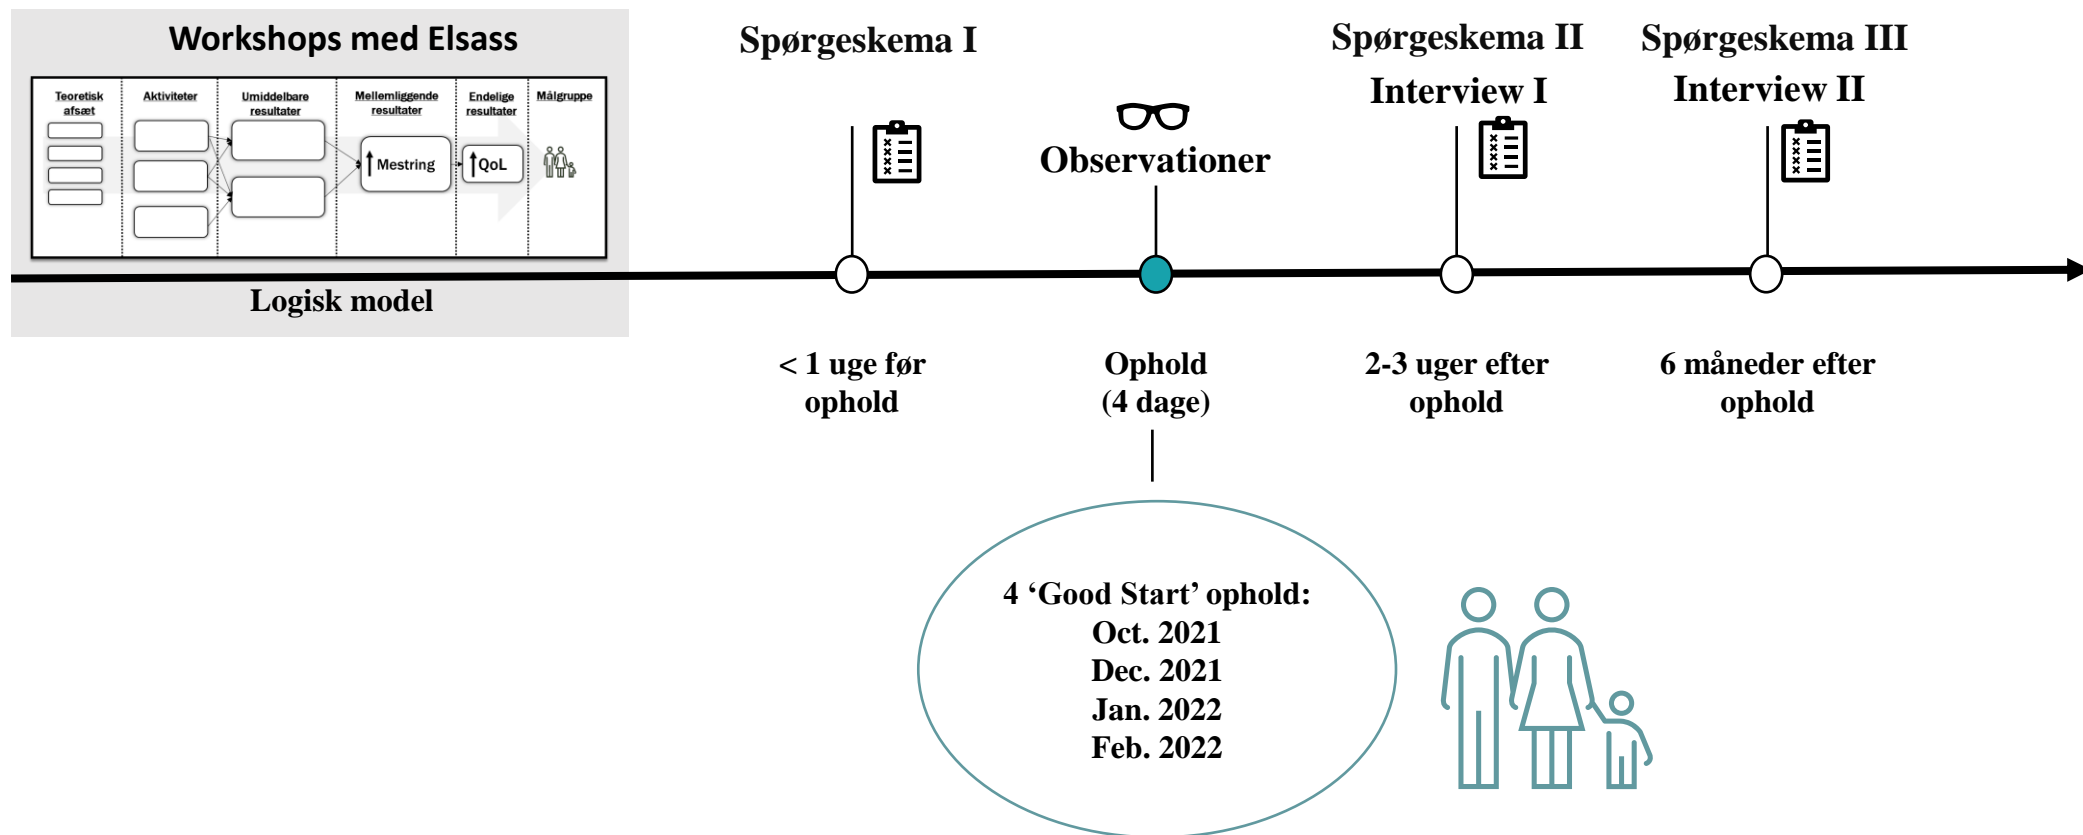 Workshops med Elsass
Teoretisk
afsæt
Aktiviteter
Umiddelbare
resultater
Mellemliggende
resultater
Endelige
resultater
Målgruppe
Mestring
QoL
Logisk model
Spørgeskema I
Observationer
Spørgeskema II
Interview I
Spørgeskema III
Interview II
< 1 uge før
ophold
Ophold
(4 dage)
2-3 uger efter
ophold
6 måneder efter
ophold
4 ‘Good Start’ ophold:
Oct. 2021
Dec. 2021
Jan. 2022
Feb. 2022